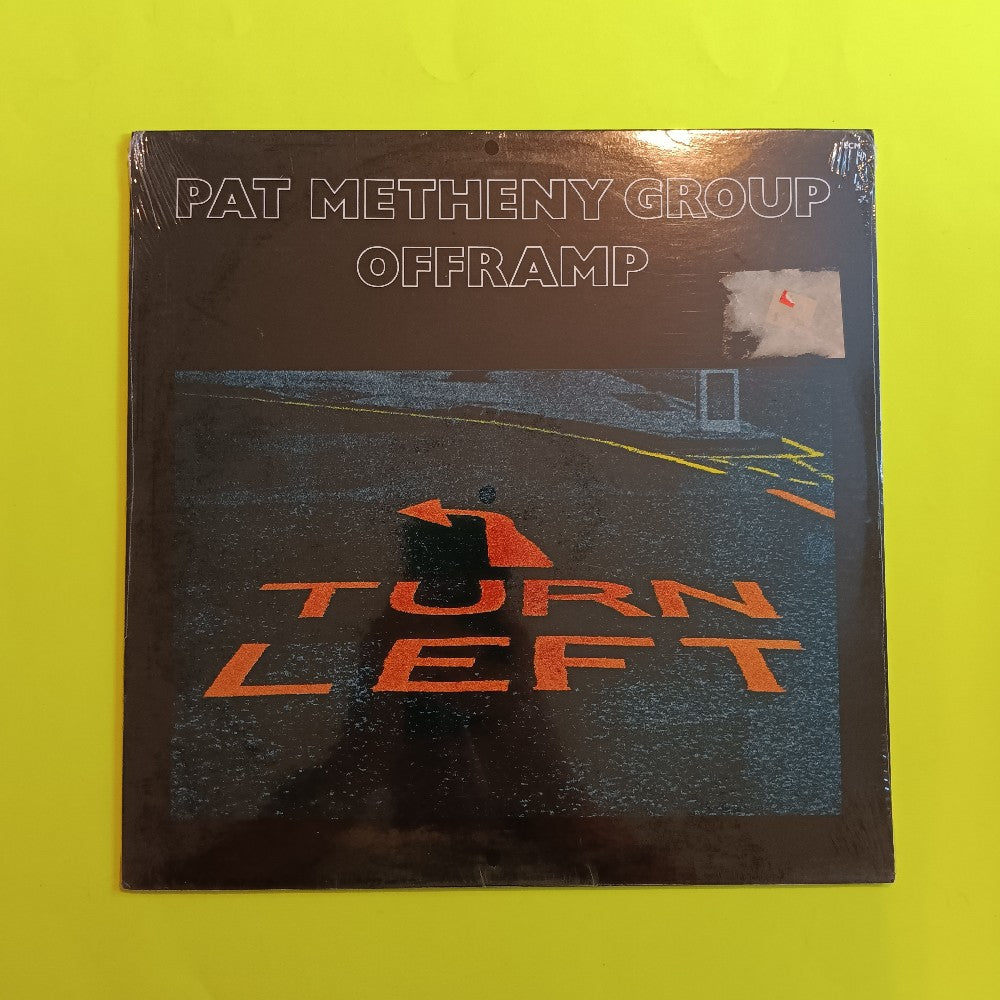 ECM
PAT METHENY GROUP
OFFRAMP
TURN
LEFT